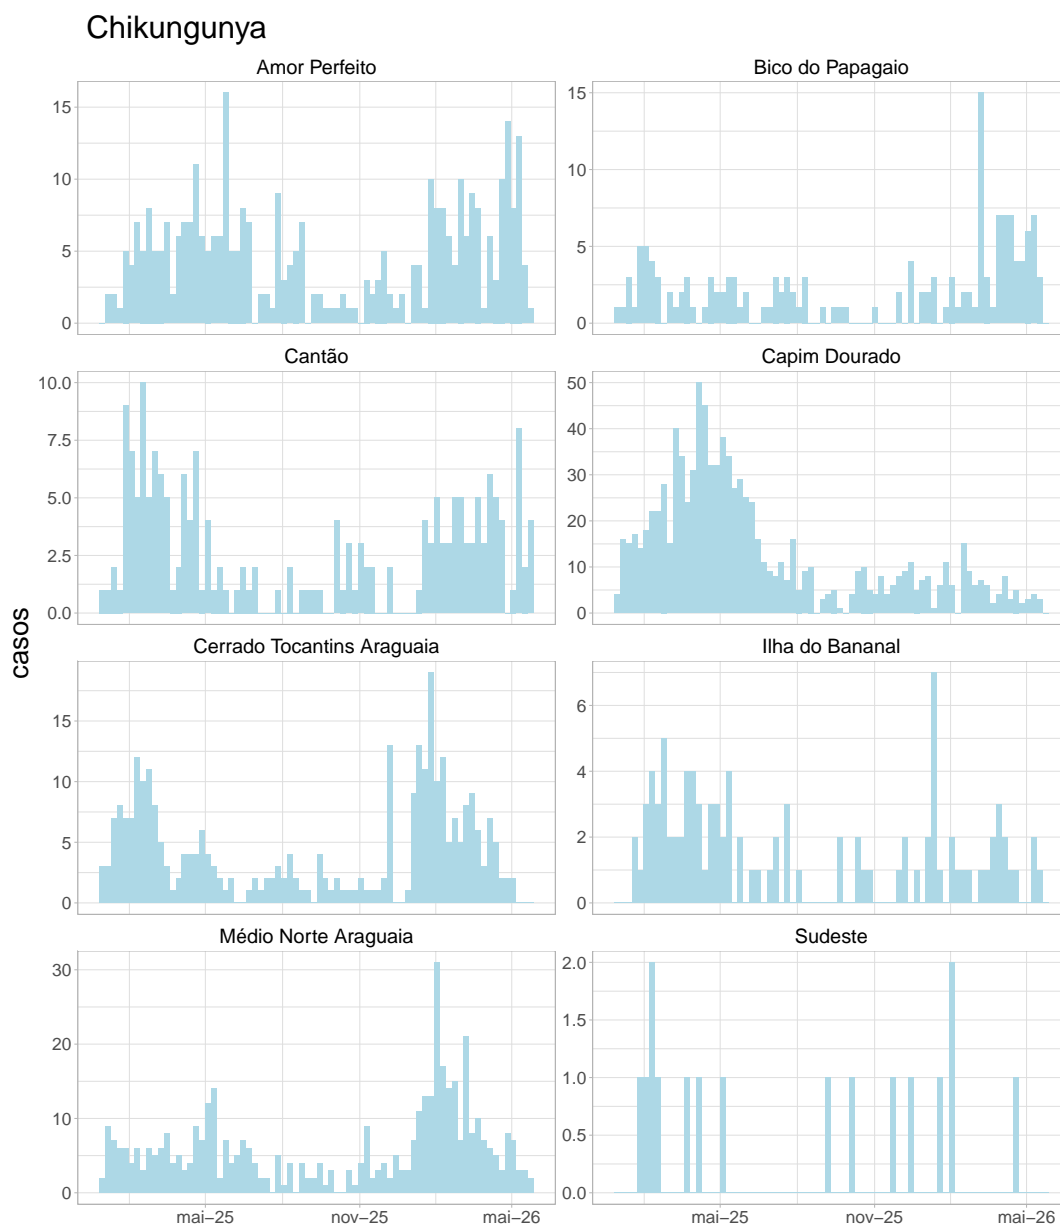 Chikungunya
Amor Perfeito
Bico do Papagaio
15
10
5
0
15
10
5
0
Cantão
Capim Dourado
10.0
7.5
5.0
2.5
0.0
50
40
30
20
10
0
casos
Cerrado Tocantins Araguaia
Ilha do Bananal
15
10
5
0
6
4
2
0
Médio Norte Araguaia
Sudeste
30
20
10
0
2.0
1.5
1.0
0.5
0.0
mai–25
nov–25
mai–26
mai–25
nov–25
mai–26